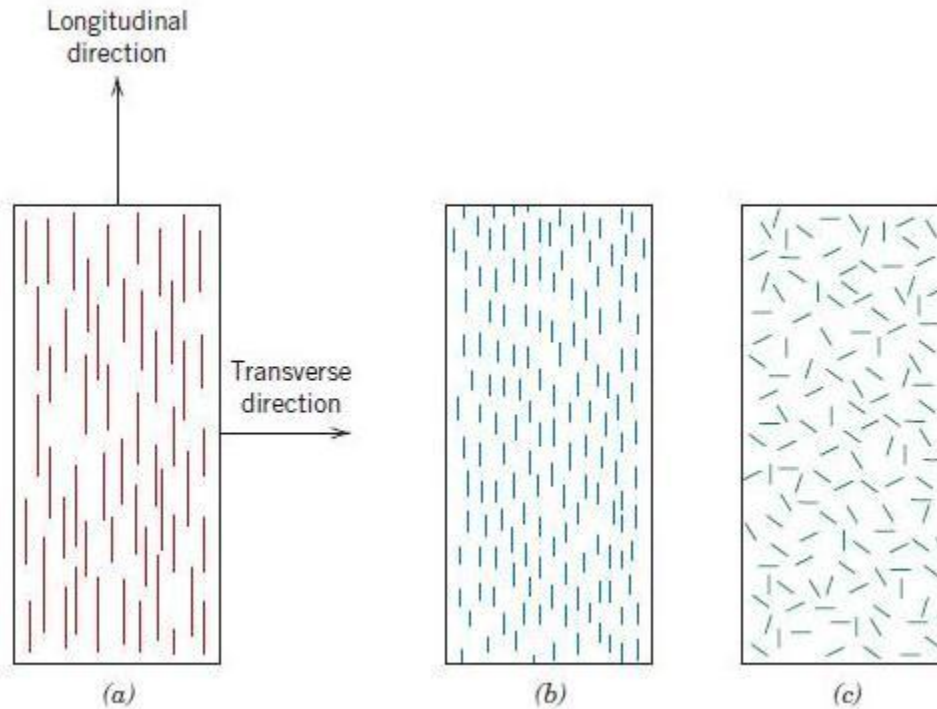 Longitudinal
direction
Transverse
direction
(a)
(b)
(c)